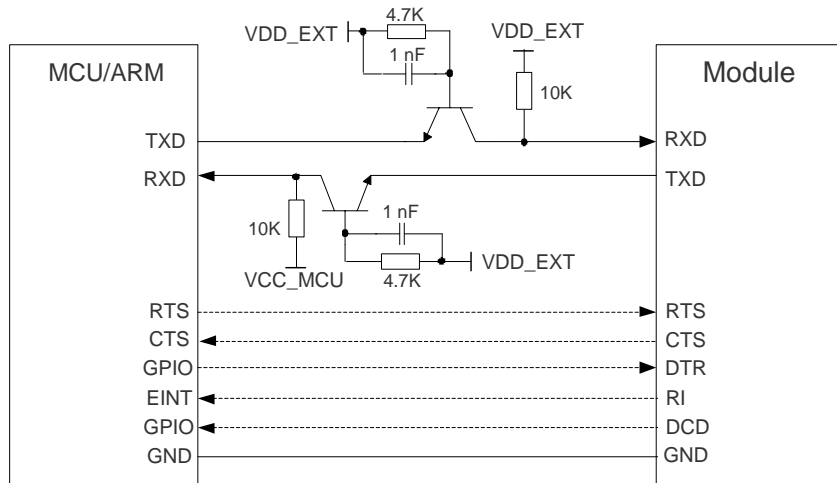 4.7K
VDD_EXT
1 nF
VDD_EXT
10K
MCU/ARM
Module
TXD
RXD
RXD
TXD
10K
1 nF
4.7K
VCC_MCU
VDD_EXT
RTS
RTS
CTS
CTS
GPIO
DTR
EINT
RI
GPIO
DCD
GND
GND